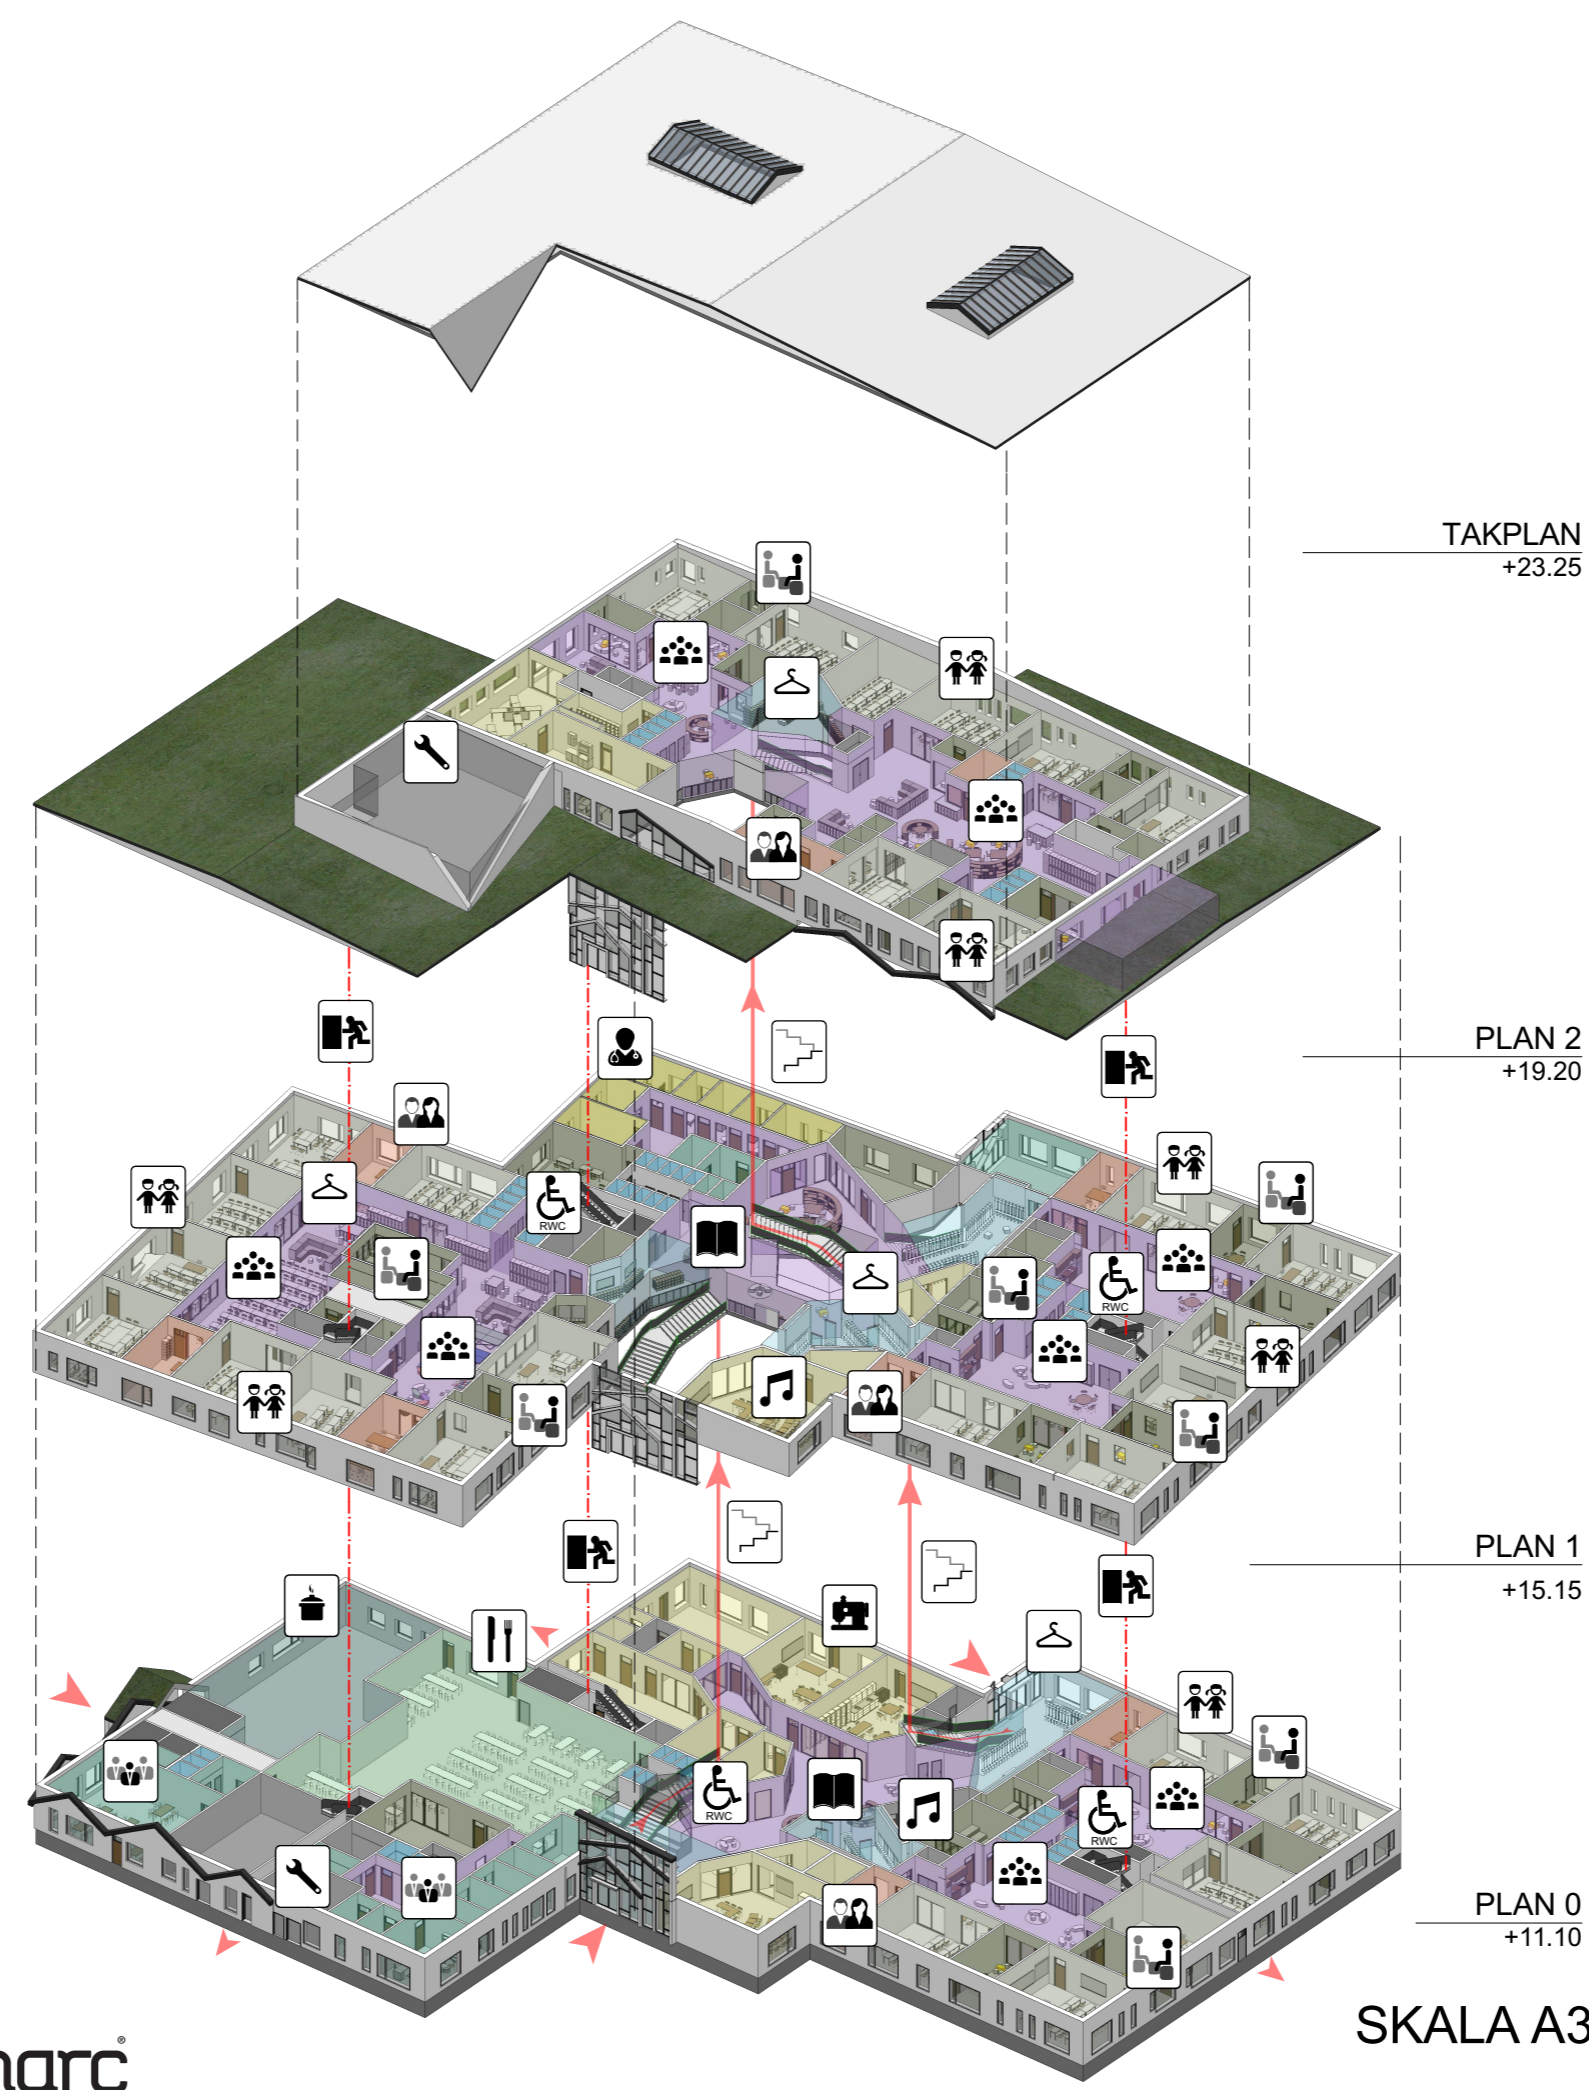 TAKPLAN
+23.25
PLAN 2
+19.20
RWC
RWC
PLAN 1
+15.15
RWC
RWC
PLAN 0
+11.10
SKALA A3
narc®